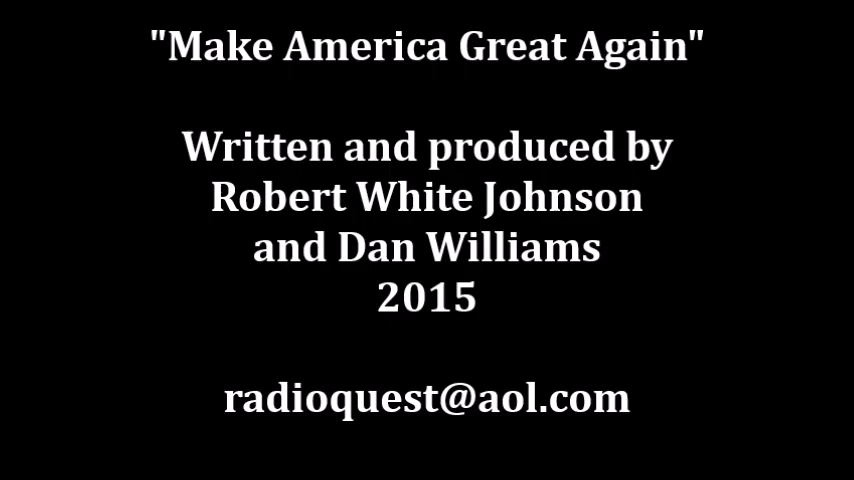 "Make America Great Again"
Written and produced by
Robert White Johnson
and Dan Williams
2015
radioquest@aol.com